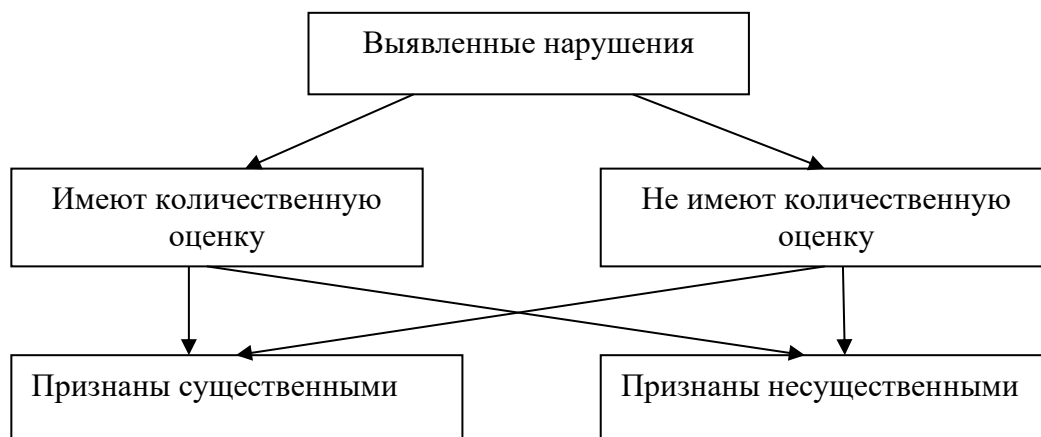 Выявленные нарушения
Имеют количественную
оценку
Не имеют количественную
оценку
Признаны существенными
Признаны несущественными